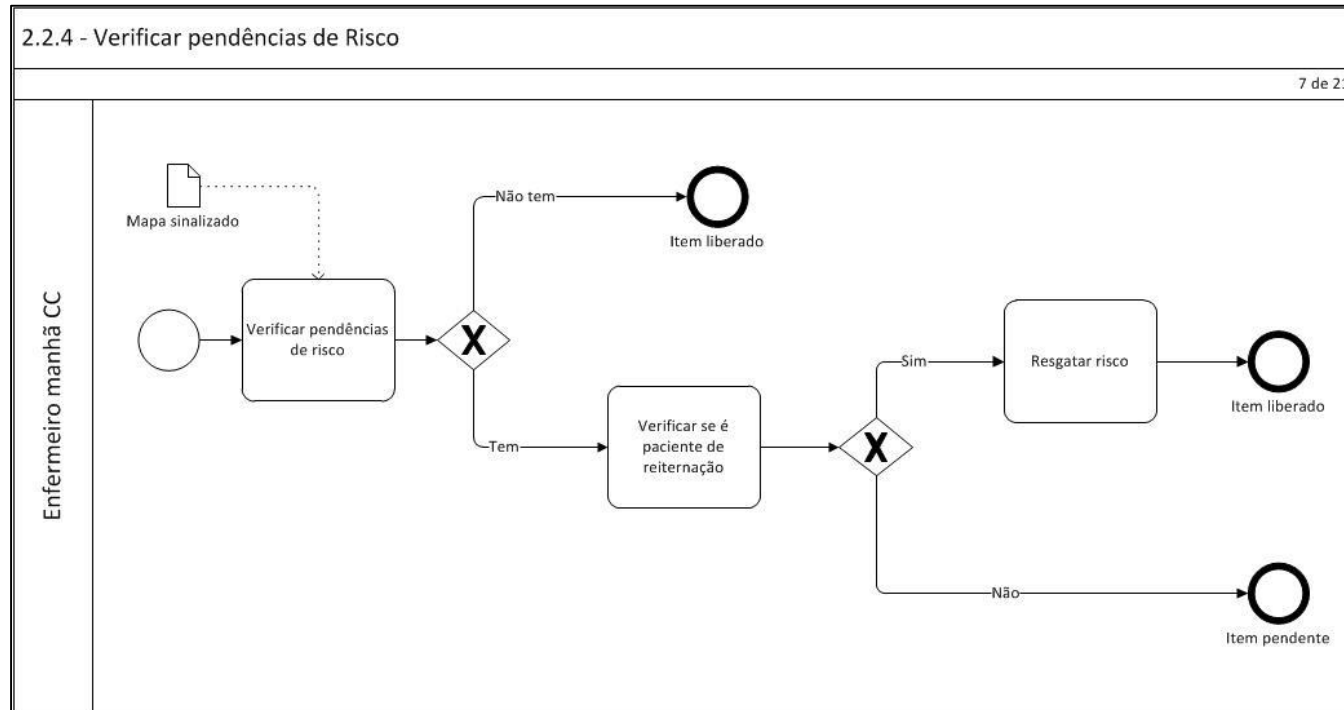 2.2.4 - Verificar pendências de Risco
7 de 21
Enfermeiro manhã CC
Mapa sinalizado
Verificar pendências
de risco
Não tem
Item liberado
Tem
Verificar se é
paciente de
reiternação
Sim
Resgatar risco
Item liberado
Não
Item pendente